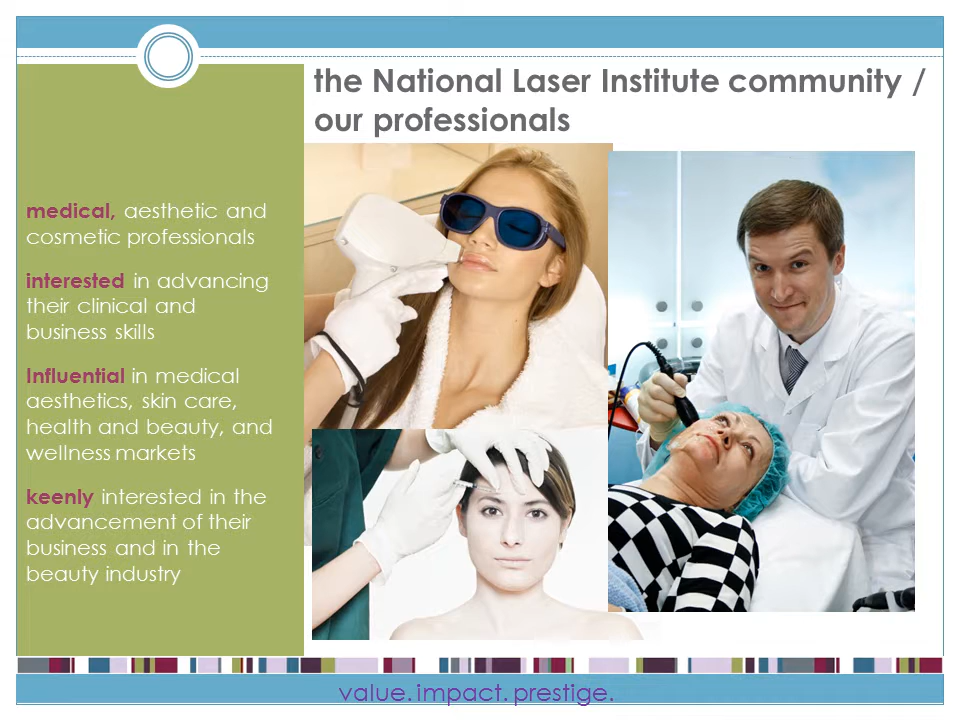 the National Laser Institute community /
our professionals
medical, aesthetic and
cosmetic professionals
interested in advancing
their clinical and
business skills
Influential in medical
aesthetics, skin care,
health and beauty, and
wellness markets
keenly interested in the
advancement of their
business and in the
beauty industry
value. impact. prestige.